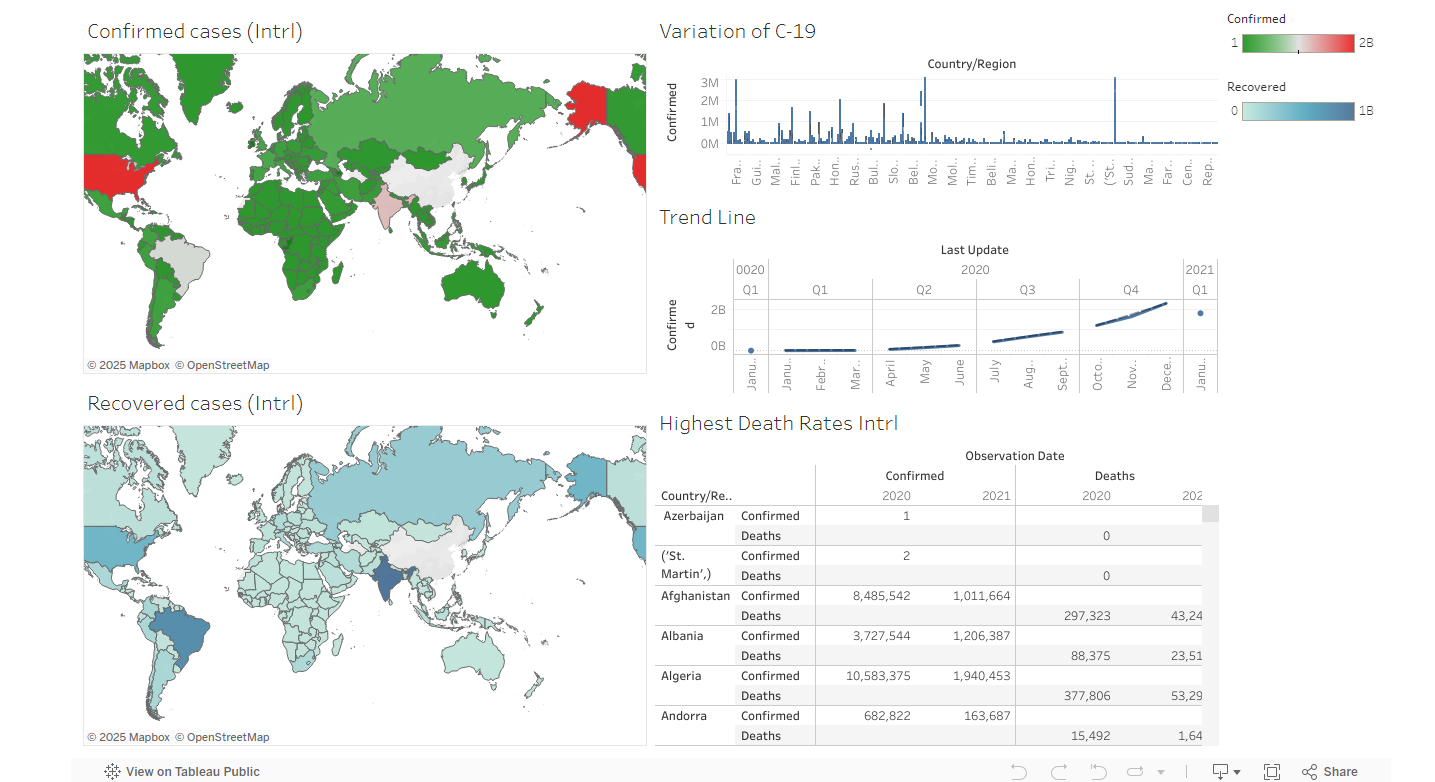 Confirmed cases (Intrl)
© 2025 Mapbox © OpenStreetMap
Recovered cases (Intrl)
© 2025 Mapbox © OpenStreetMap
Variation of C-19
Country/Region
Confirmed
3M
2M
1M
0M
Fra.. Gui.. Mal.. Finl.. Pak.. Hon.. Rus.. Bul.. Slo.. Bel.. Mo.. Mol.. Tim.. Beli.. Ma.. Hon.. Tri.. Nig.. St. .. ('St.. Sud.. Ma.. Far.. Cen.. Rep..
Trend Line
Last Update
0020 2020 2021
Q1 Q1 Q2 Q3 Q4 Q1
Confirme
d
2B
0B
Janu.. Janu.. Febr.. Mar.. April May June July Aug.. Sept.. Octo.. Nov.. Dece.. Janu..
Highest Death Rates Intrl
Observation Date
Confirmed Deaths
Country/Re.. 2020 2021 2020 202
Azerbaijan Confirmed 1
Deaths 0
('St. Confirmed 2
Martin',) Deaths 0
Afghanistan Confirmed 8,485,542 1,011,664
Deaths 297,323 43,24
Albania Confirmed 3,727,544 1,206,387
Deaths 88,375 23,51
Algeria Confirmed 10,583,375 1,940,453
Deaths 377,806 53,29
Andorra Confirmed 682,822 163,687
Deaths 15,492 1,64
Confirmed
1 2B
Recovered
0 1B
View on Tableau Public
Share